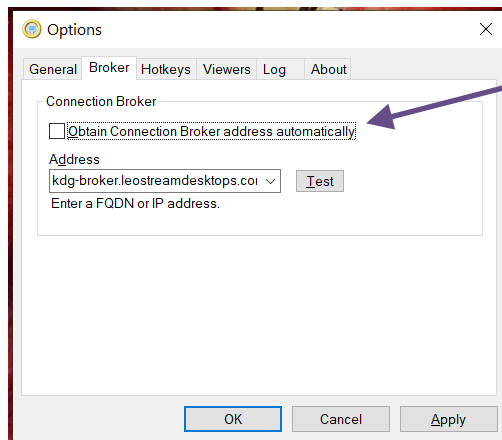 Options
General Broker Hotkeys Viewers Log About
Connection Broker
Obtain Connection Broker address automatically
Address
kdg-broker.leostreamdesktops.co Test
Enter a FQDN or IP address.
OK Cancel Apply